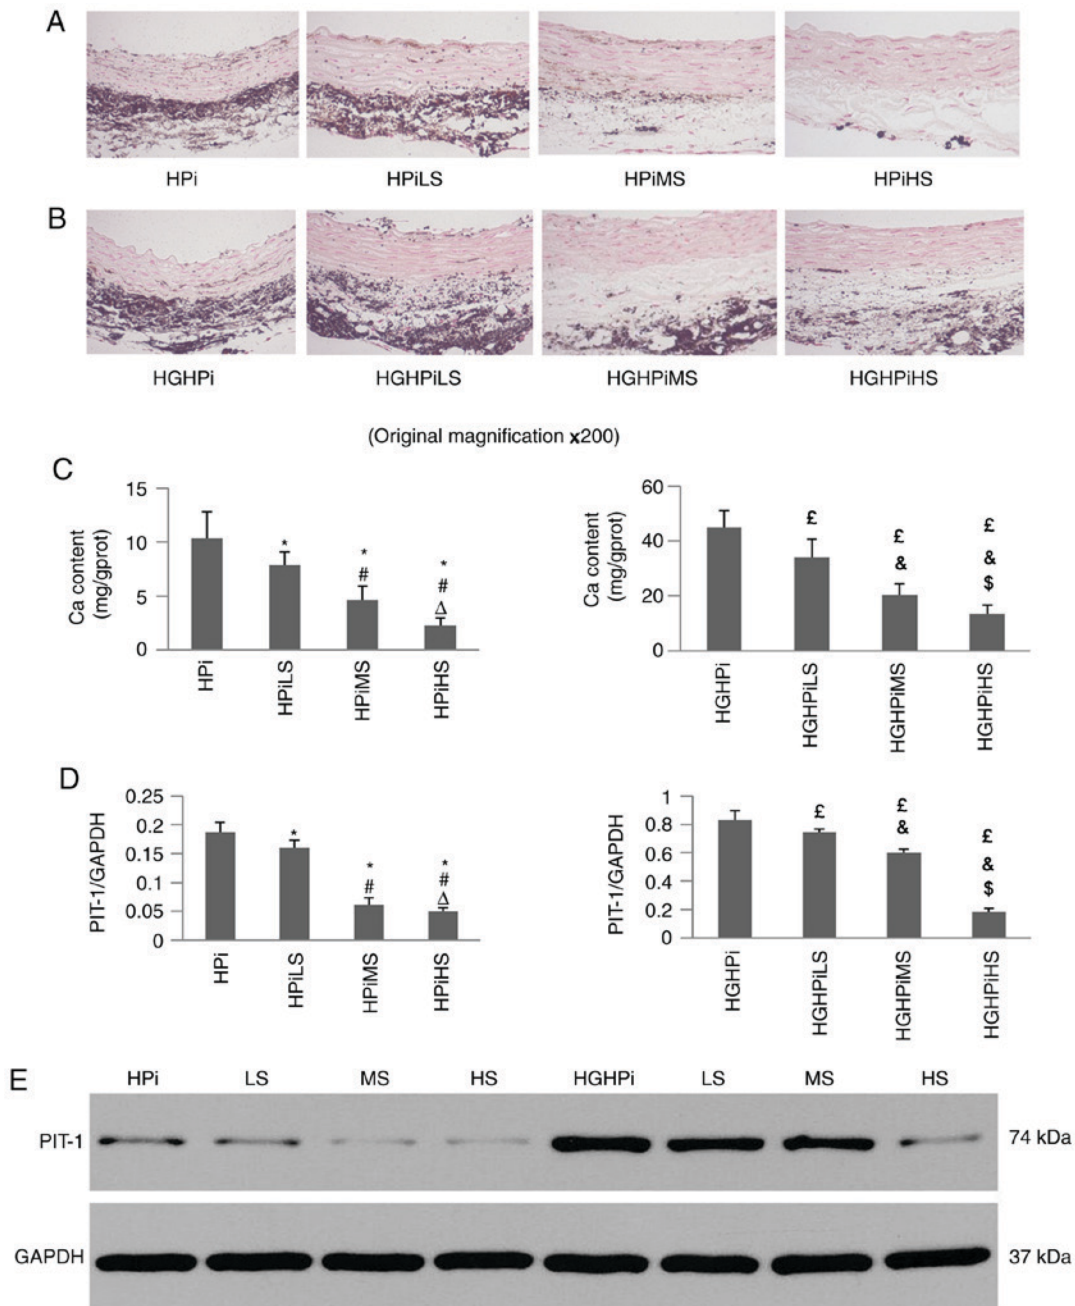 A
HPi HPiLS HPiMS HPiHS
B
HGHPi HGHPiLS HGHPiMS HGHPiHS
(Original magnification x200)
C
Ca content
(mg/gprot)
15
10
5
0
*
*
#
*
#
Δ
HPi HPiLS HPiMS HPiHS
Ca content
(mg/gprot)
60
40
20
0
£
£
&
£
&
$
HGHPi HGHPiLS HGHPiMS HGHPiHS
D
PIT-1/GAPDH
0.25
0.2
0.15
0.1
0.05
0
*
*
#
*
#
Δ
HPi HPiLS HPiMS HPiHS
PIT-1/GAPDH
1
0.8
0.6
0.4
0.2
0
£
£
&
£
&
$
HGHPi HGHPiLS HGHPiMS HGHPiHS
E
HPi LS MS HS HGHPi LS MS HS
PIT-1 74 kDa
GAPDH 37 kDa